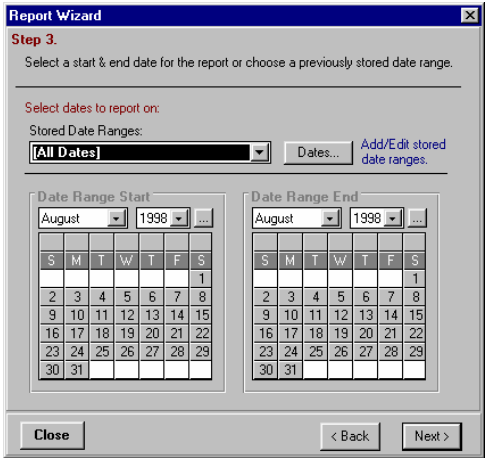 Report Wizard
Step 3.
Select a start & end date for the report or choose a previously stored date range.
Select dates to report on:
Stored Date Ranges:
[All Dates]
Dates...
Add/Edit stored
date ranges.
Date Range Start
August 1998 ...
S M T W T F S
1
2 3 4 5 6 7 8
9 10 11 12 13 14 15
16 17 18 19 20 21 22
23 24 25 26 27 28 29
30 31
Date Range End
August 1998 ...
S M T W T F S
1
2 3 4 5 6 7 8
9 10 11 12 13 14 15
16 17 18 19 20 21 22
23 24 25 26 27 28 29
30 31
Close
< Back
Next >